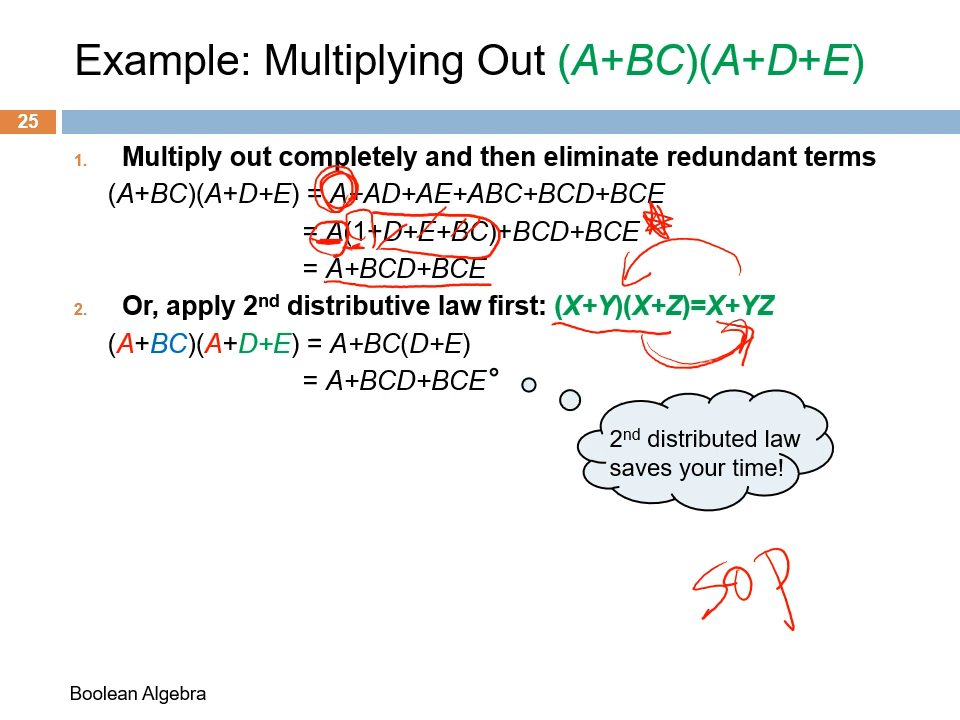 Example: Multiplying Out (A+BC)(A+D+E)
25
1. Multiply out completely and then eliminate redundant terms
(A+BC)(A+D+E) = A+AD+AE+ABC+BCD+BCE
= A(1+D+E+BC)+BCD+BCE
= A+BCD+BCE
2. Or, apply 2nd distributive law first: (X+Y)(X+Z)=X+YZ
(A+BC)(A+D+E) = A+BC(D+E)
= A+BCD+BCE
2nd distributed law
saves your time!
SOP
Boolean Algebra